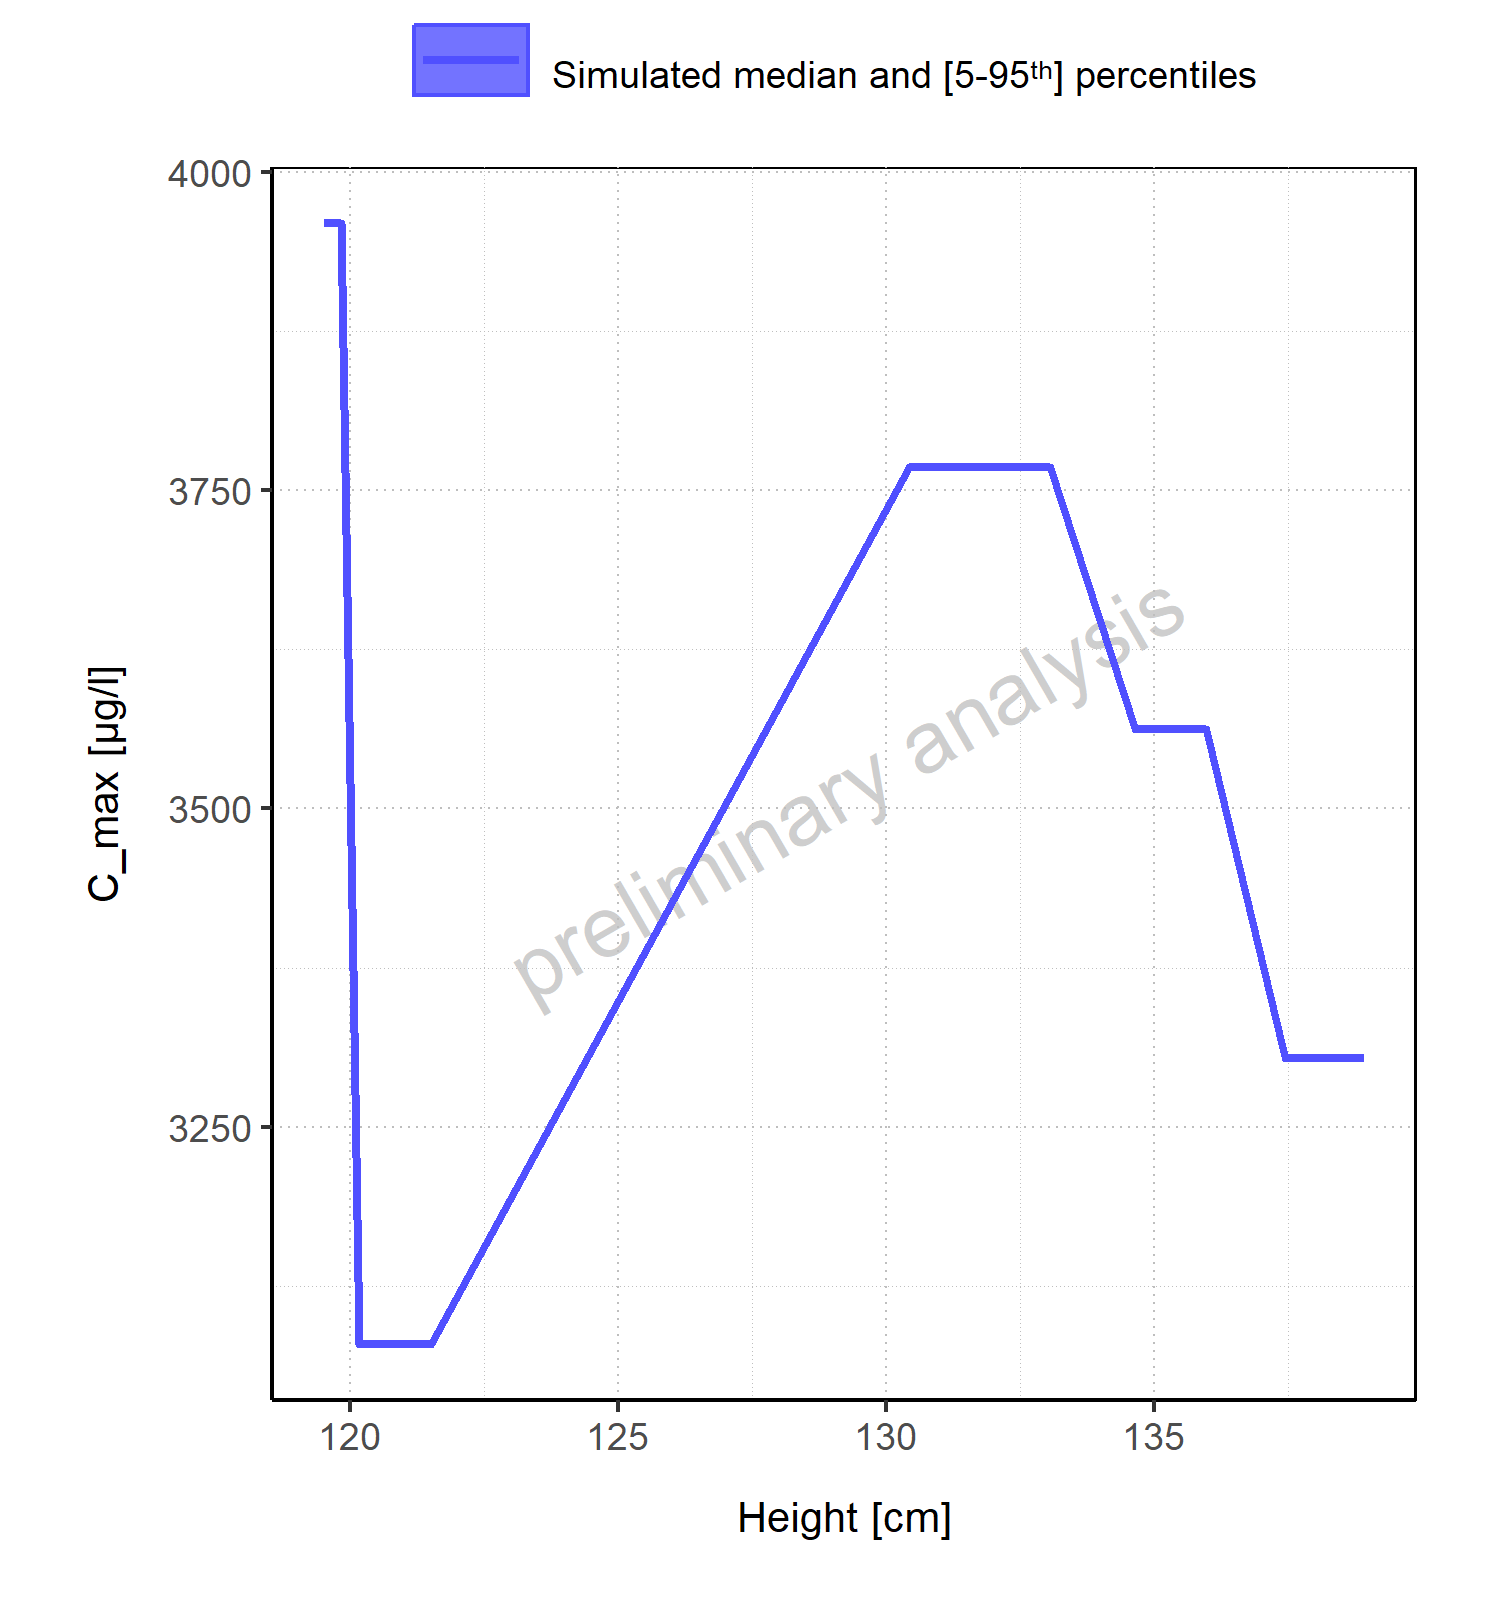 Simulated median and [5-95ᵗʰ] percentiles
4000
3750
3500
3250
C_max [µg/l]
preliminary analysis
120 125 130 135
Height [cm]